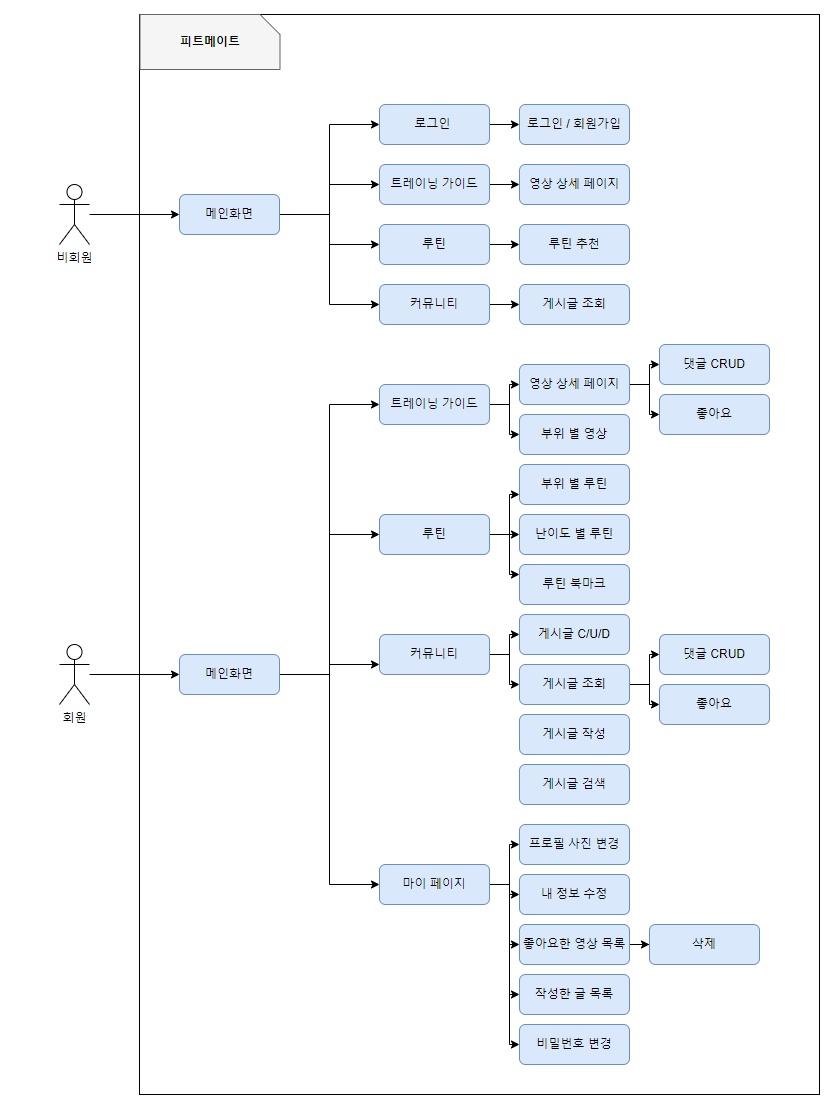 피트메이트
로그인
로그인 / 회원가입
트레이닝 가이드
영상 상세 페이지
메인화면
비회원
루틴
루틴 추천
커뮤니티
게시글 조회
트레이닝 가이드
영상 상세 페이지
댓글 CRUD
좋아요
부위 별 영상
루틴
부위 별 루틴
난이도 별 루틴
루틴 북마크
메인화면
회원
커뮤니티
게시글 C/U/D
게시글 조회
댓글 CRUD
좋아요
게시글 작성
게시글 검색
마이 페이지
프로필 사진 변경
내 정보 수정
좋아요한 영상 목록
삭제
작성한 글 목록
비밀번호 변경